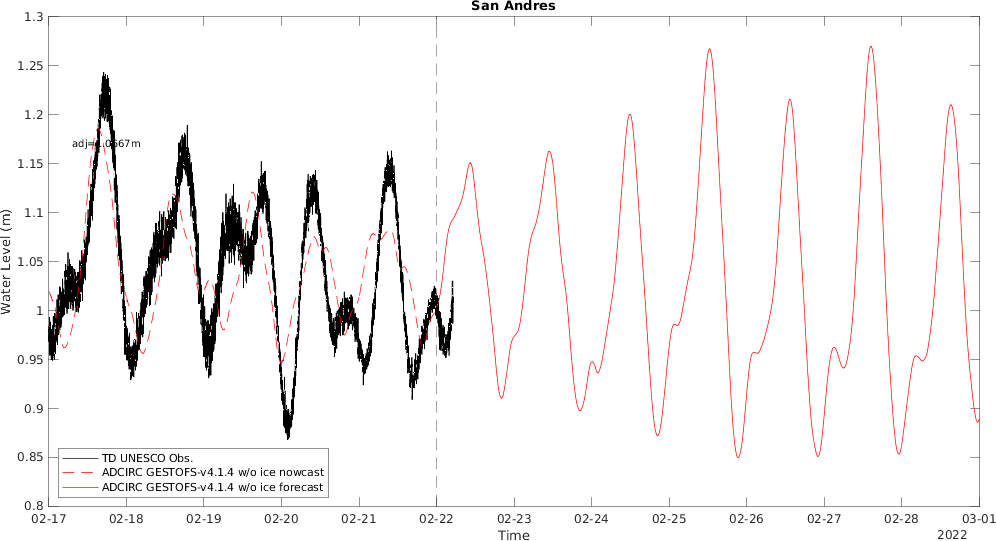 San Andres
1.3
1.25
1.2
1.15
1.1
1.05
1
0.95
0.9
0.85
0.8
Water Level (m)
TD UNESCO Obs.
ADCIRC GESTOFS-v4.1.4 w/o ice nowcast
ADCIRC GESTOFS-v4.1.4 w/o ice forecast
02-17 02-18 02-19 02-20 02-21 02-22 02-23 02-24 02-25 02-26 02-27 02-28 03-01
Time
2022